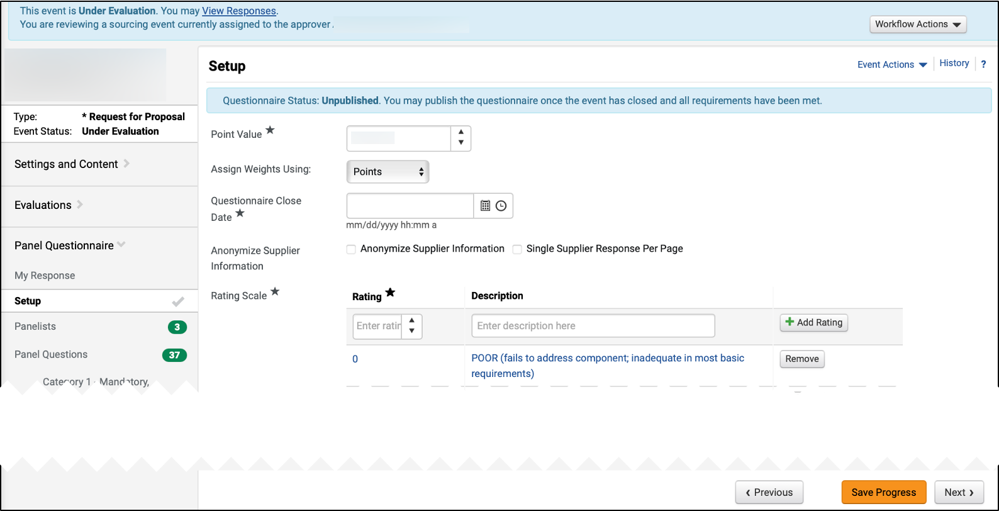 This event is Under Evaluation. You may View Responses.
You are reviewing a sourcing event currently assigned to the approver
Workflow Actions
Setup
Event Actions
History
?
Questionnaire Status: Unpublished. You may publish the questionnaire once the event has closed and all requirements have been met.
Type: * Request for Proposal
Event Status: Under Evaluation
Settings and Content
Evaluations
Panel Questionnaire
My Response
Setup
Panelists 3
Panel Questions 37
Category 1 - Mandatory,
Point Value ★
Assign Weights Using: Points
Questionnaire Close
Date ★
mm/dd/yyyy hh:mm a
Anonymize Supplier
Information
Anonymize Supplier Information
Single Supplier Response Per Page
Rating Scale ★
Rating ★ Description
Enter ratin
Enter description here
Add Rating
0
POOR (fails to address component; inadequate in most basic
requirements)
Remove
‹ Previous
Save Progress
Next ›